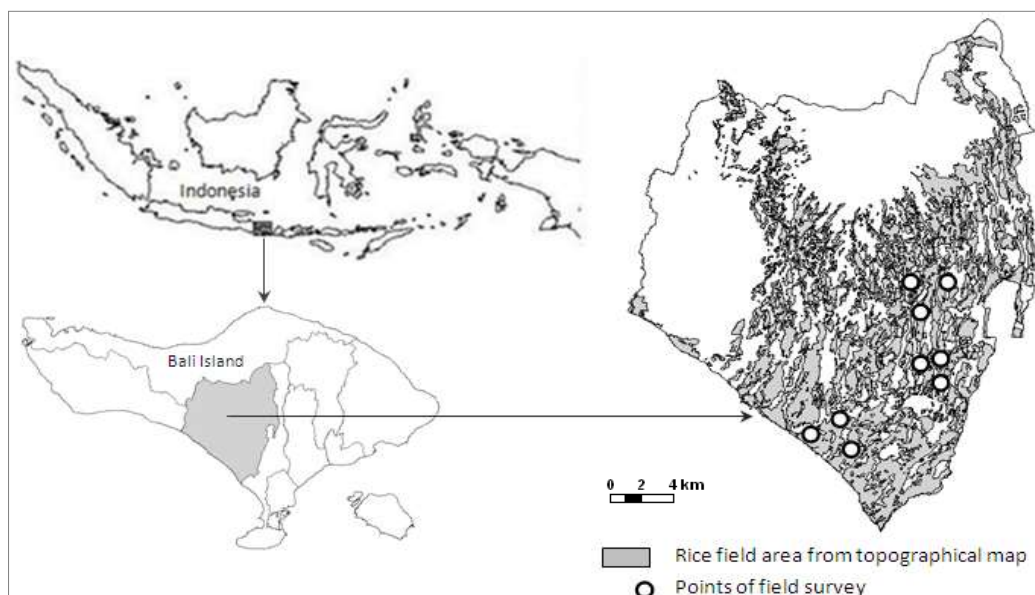 Indonesia
Bali Island
0 2 4 km
Rice field area from topographical map
Points of field survey